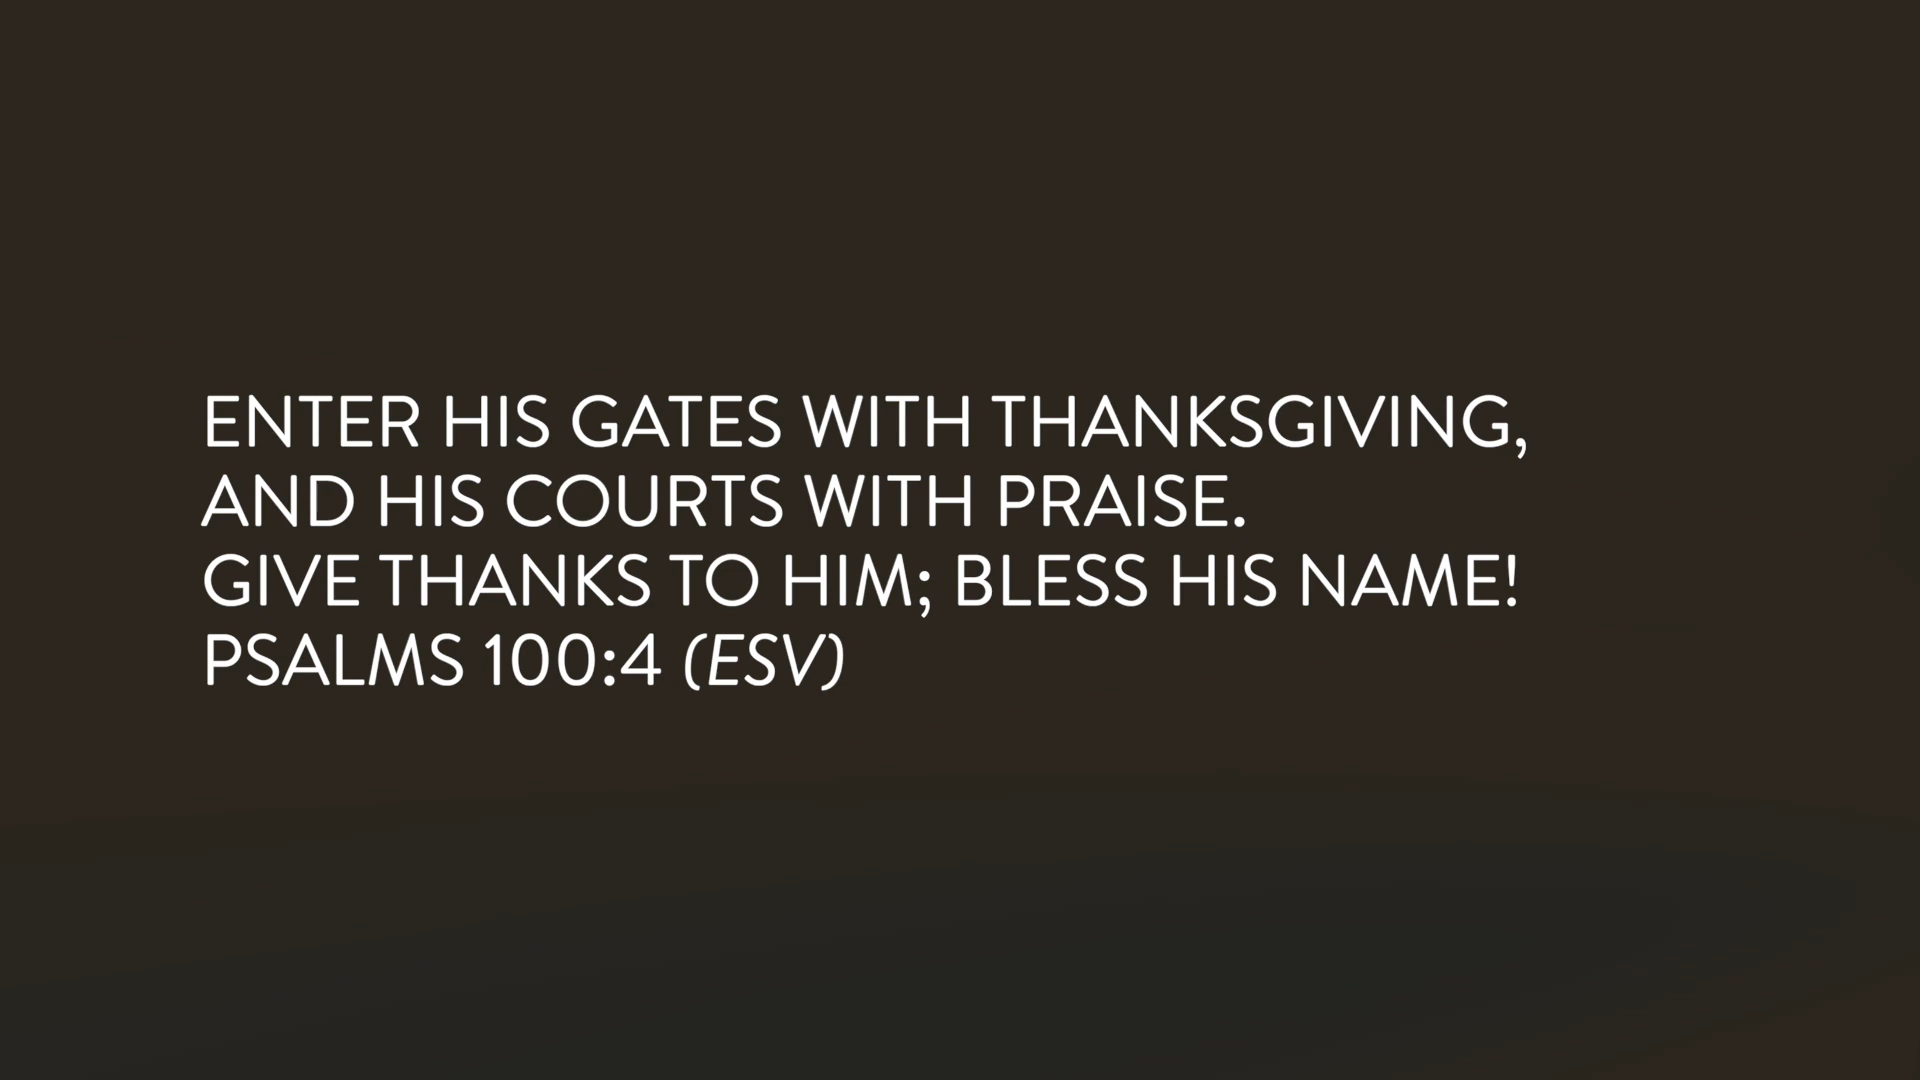 ENTER HIS GATES WITH THANKSGIVING,
AND HIS COURTS WITH PRAISE.
GIVE THANKS TO HIM; BLESS HIS NAME!
PSALMS 100:4 (ESV)